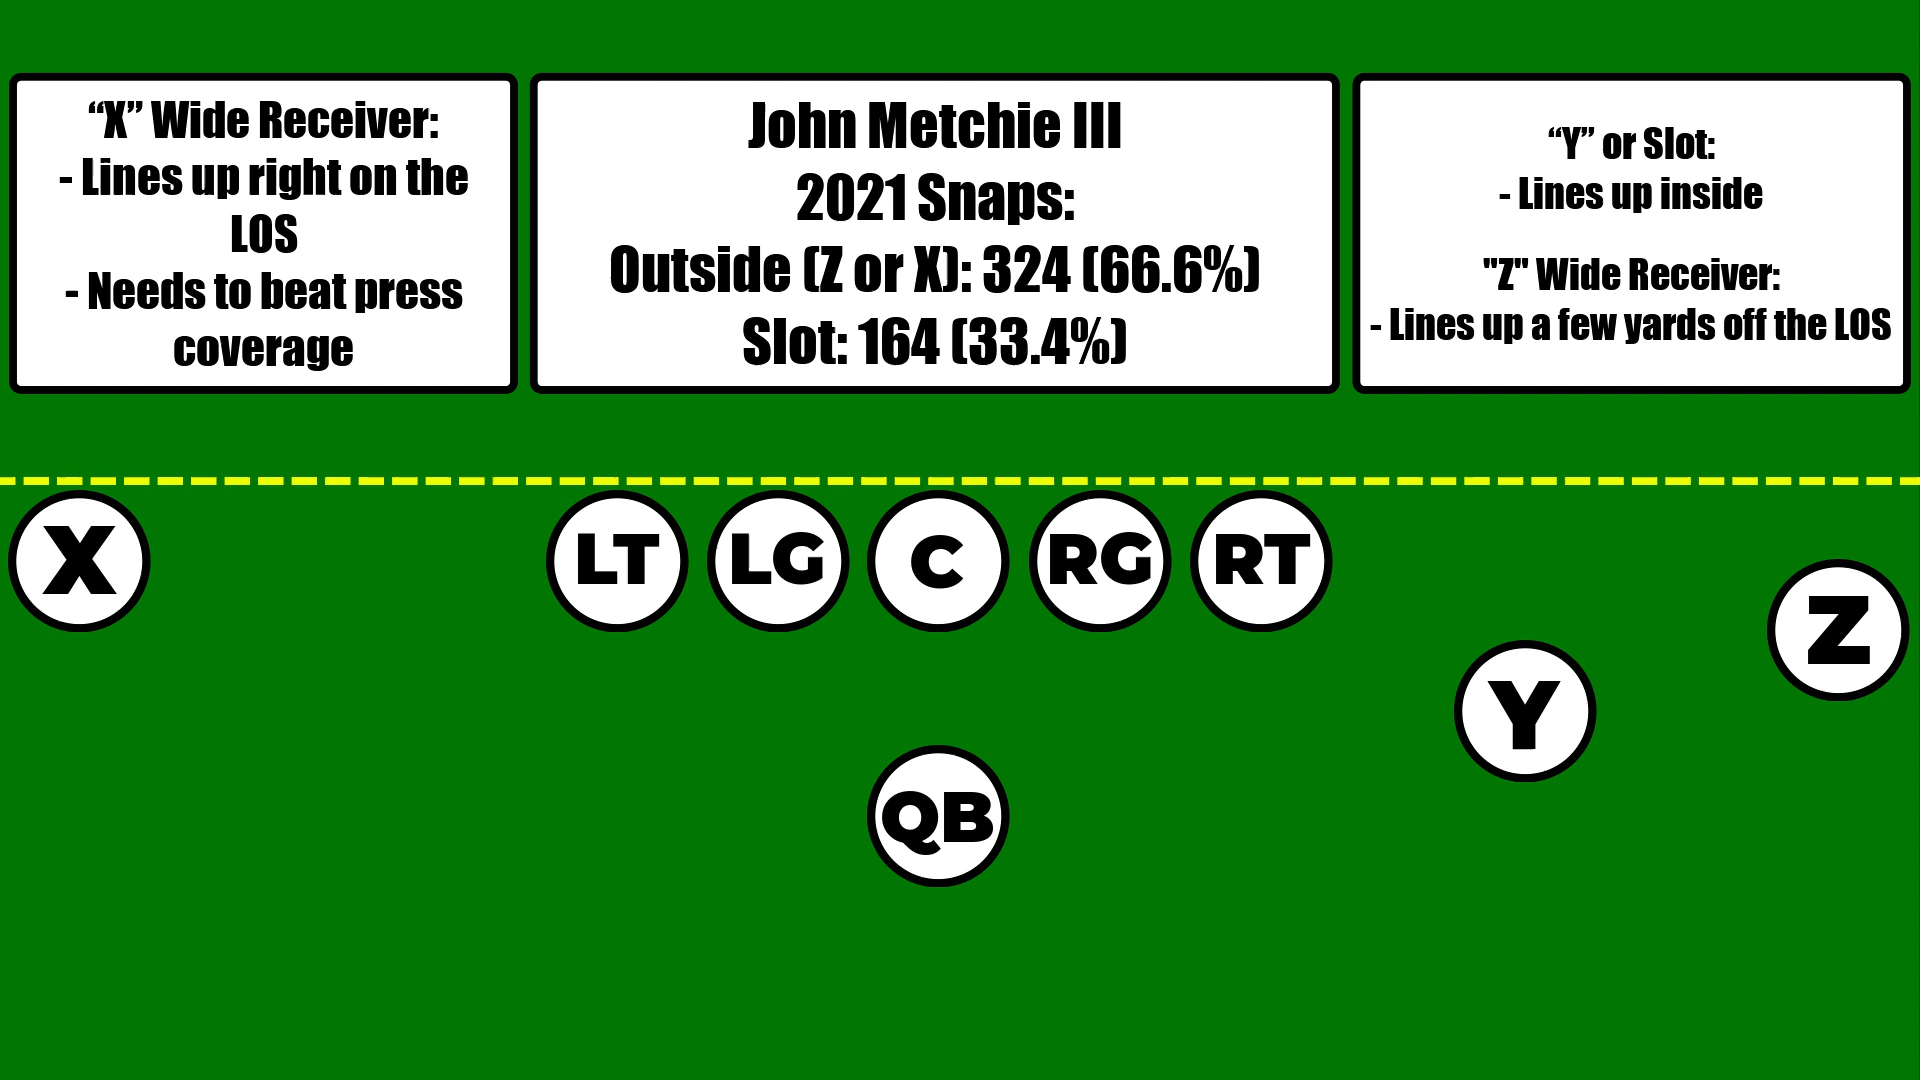 “X” Wide Receiver:
- Lines up right on the
LOS
- Needs to beat press
coverage
John Metchie III
2021 Snaps:
Outside (Z or X): 324 (66.6%)
Slot: 164 (33.4%)
“Y” or Slot:
- Lines up inside
"Z" Wide Receiver:
- Lines up a few yards off the LOS
X
LT
LG
C
RG
RT
Z
Y
QB